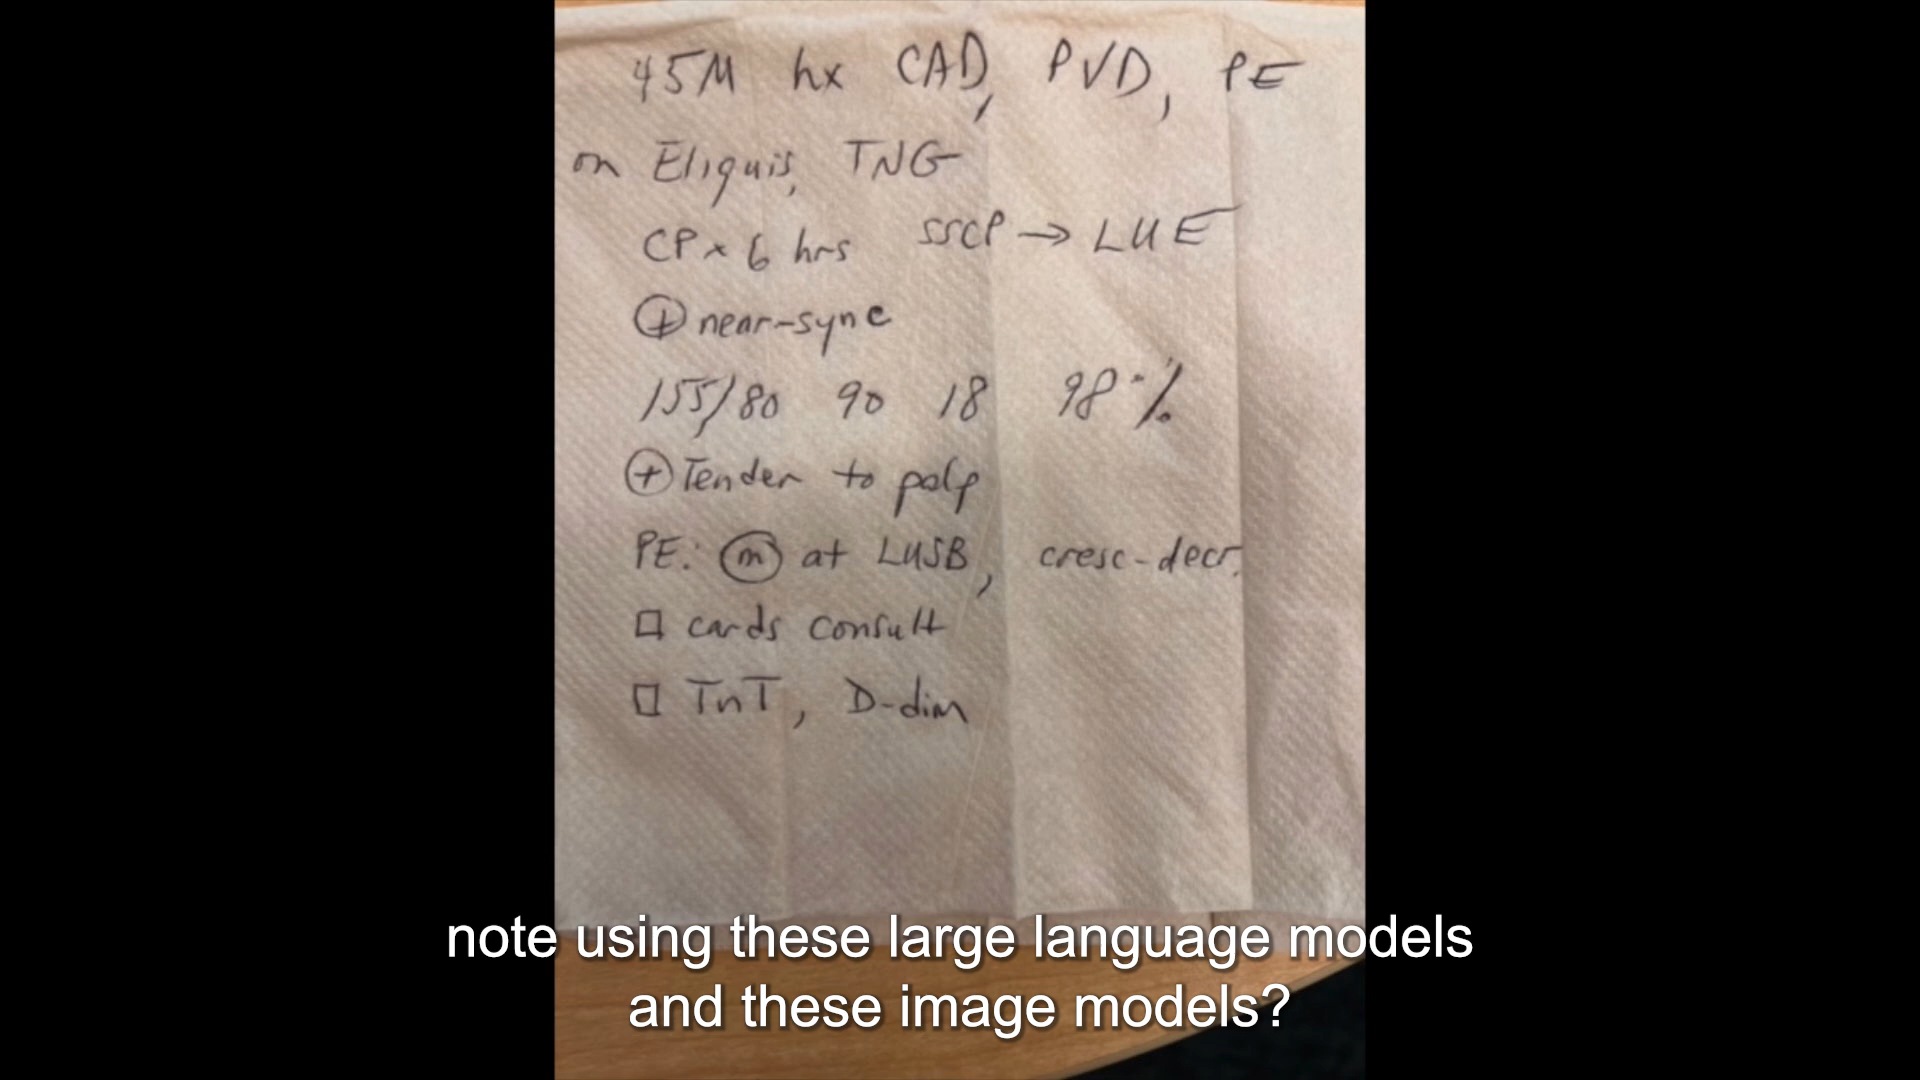 45M hx CAD, PVD, PE
on Eliquis, TNG
CP x 6 hrs SSCP → LUE
⊕ near-sync
155/80 90 18 98%
⊕ Tender to palp
PE: ⓜ at LUSB, cresc-decr.
□ cards consult
□ TnT, D-dim
note using these large language models
and these image models?